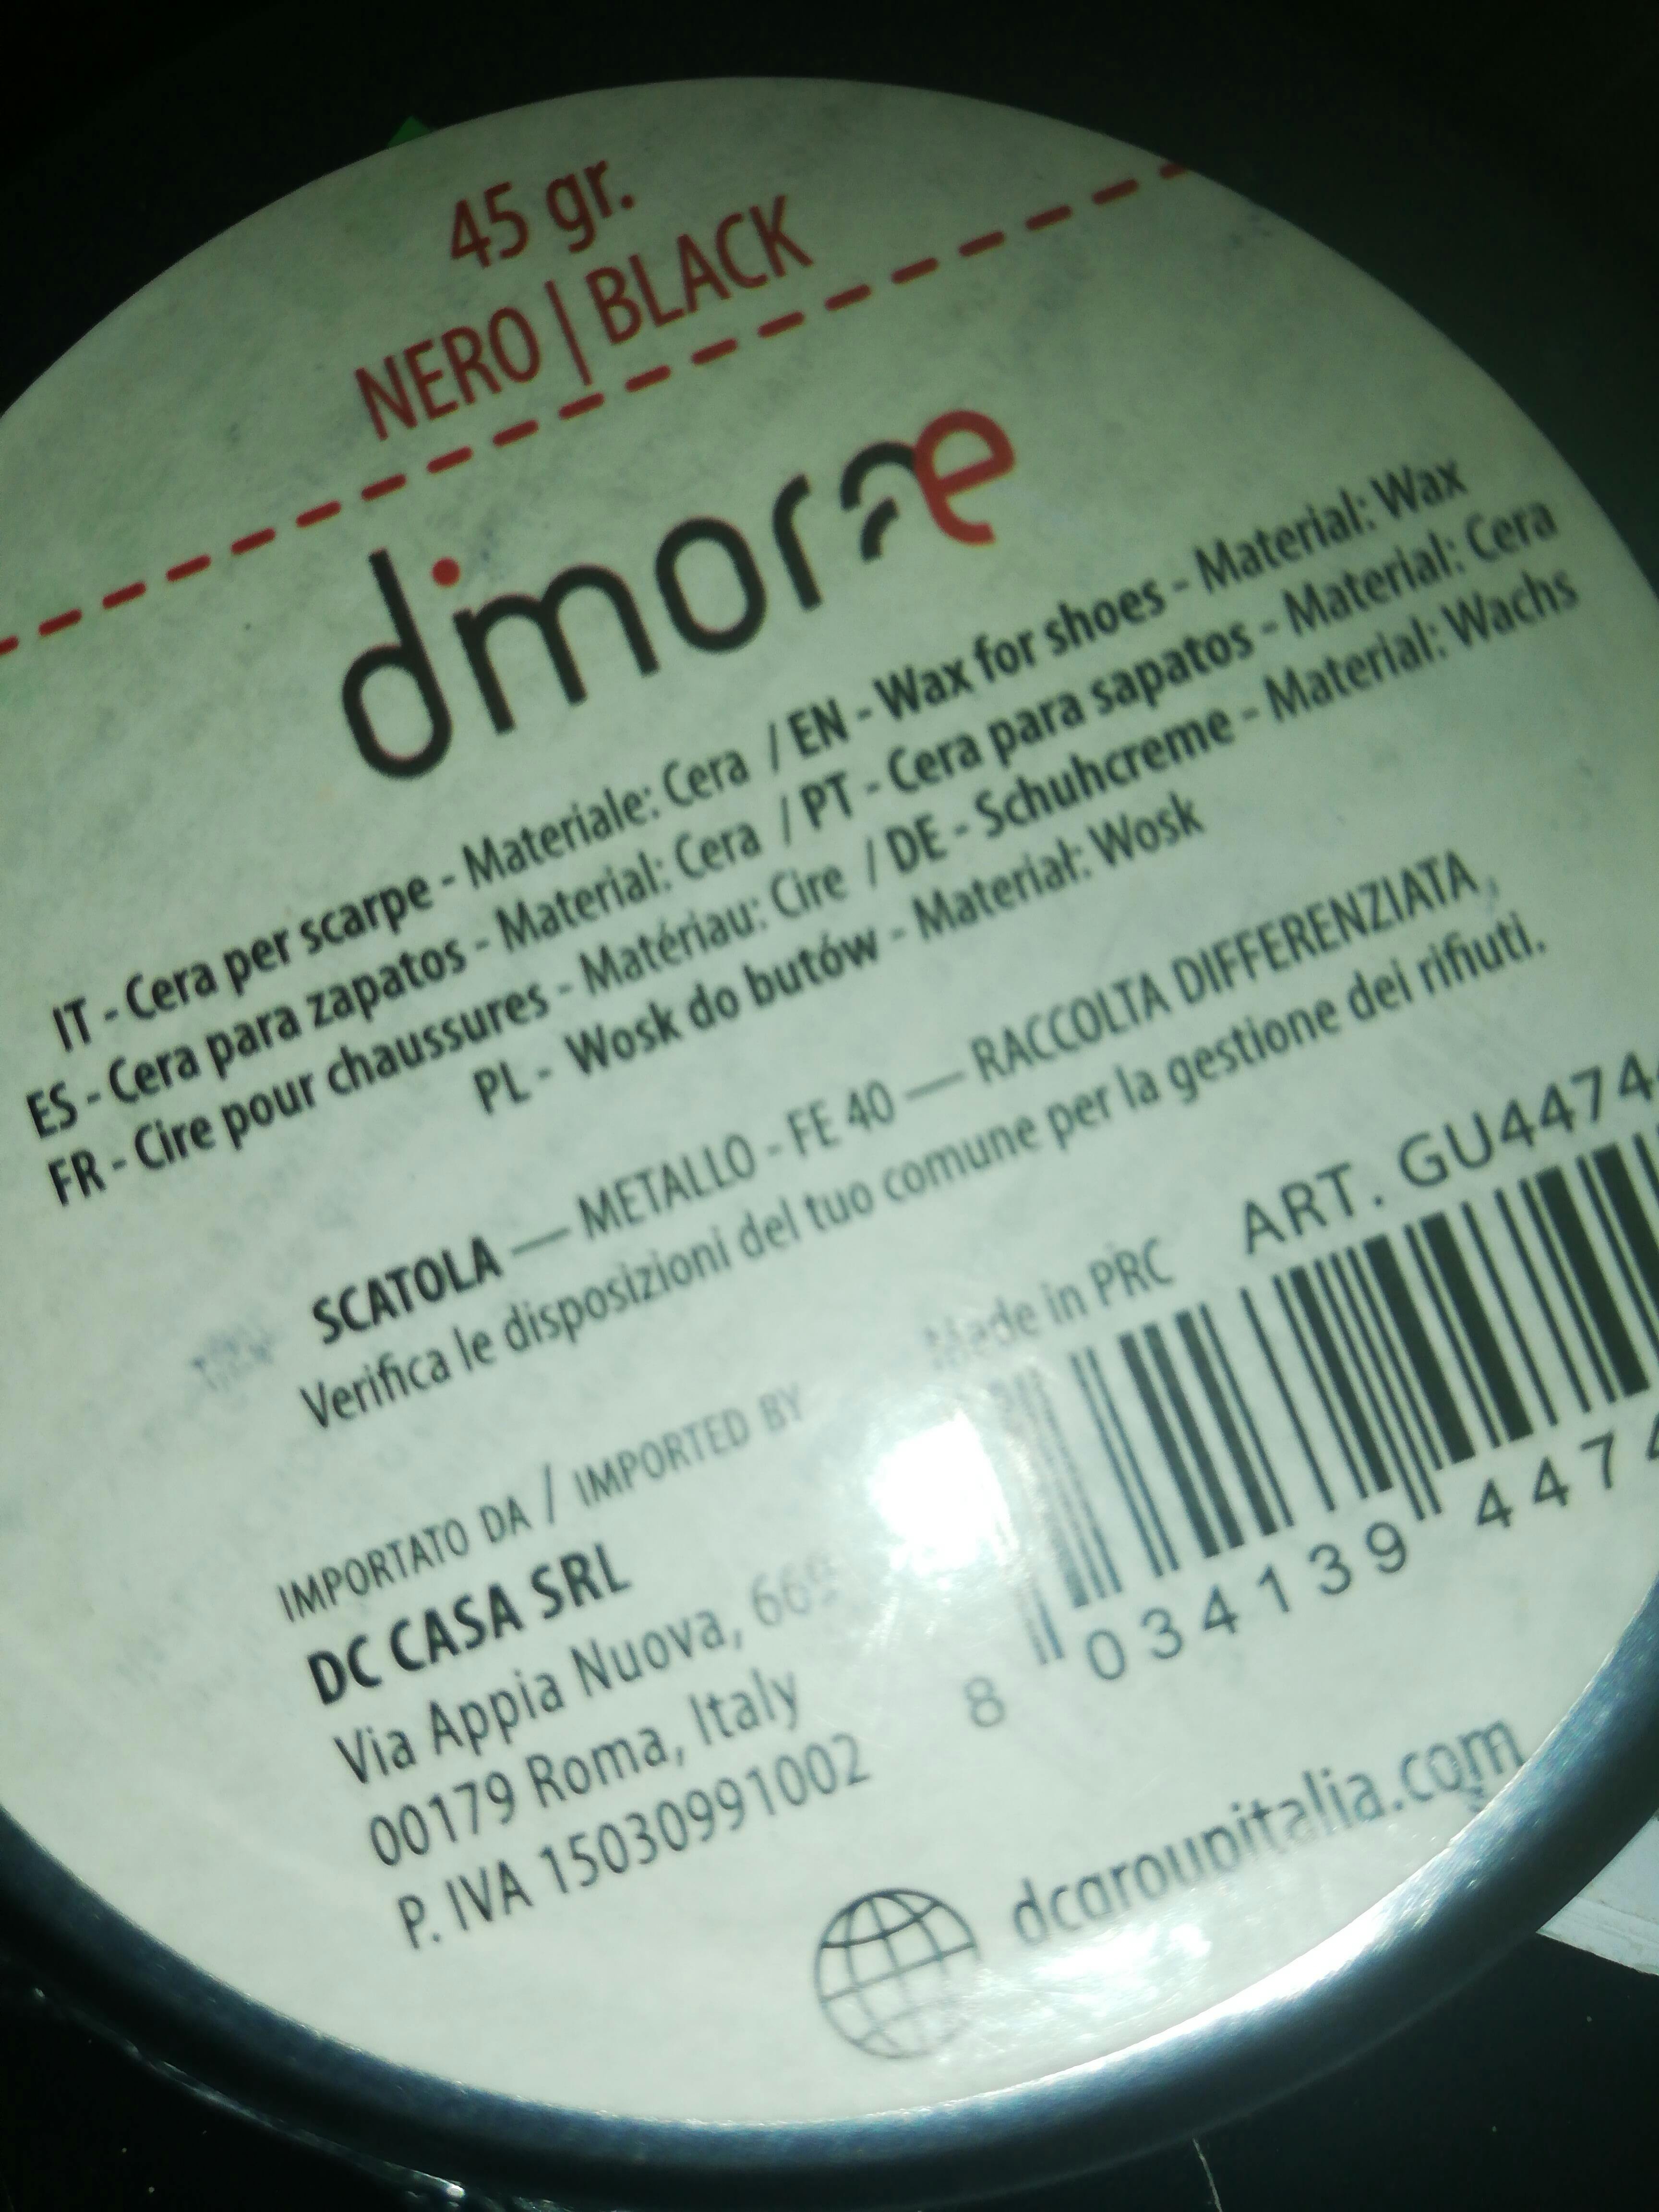 45 gr.
NERO | BLACK
dimorae
IT - Cera per scarpe - Materiale: Cera / EN - Wax for shoes - Material: Wax
ES - Cera para zapatos - Material: Cera / PT - Cera para sapatos - Material: Cera
FR - Cire pour chaussures - Matériau: Cire / DE - Schuhcreme - Material: Wachs
PL - Wosk do butów - Materiał: Wosk
SCATOLA — METALLO - FE 40 — RACCOLTA DIFFERENZIATA
Verifica le disposizioni del tuo comune per la gestione dei rifiuti.
Made in PRC
ART. GU4474
IMPORTATO DA / IMPORTED BY
DC CASA SRL
Via Appia Nuova, 669
00179 Roma, Italy
P. IVA 15030991002
8 034139 4474
dcgroupitalia.com